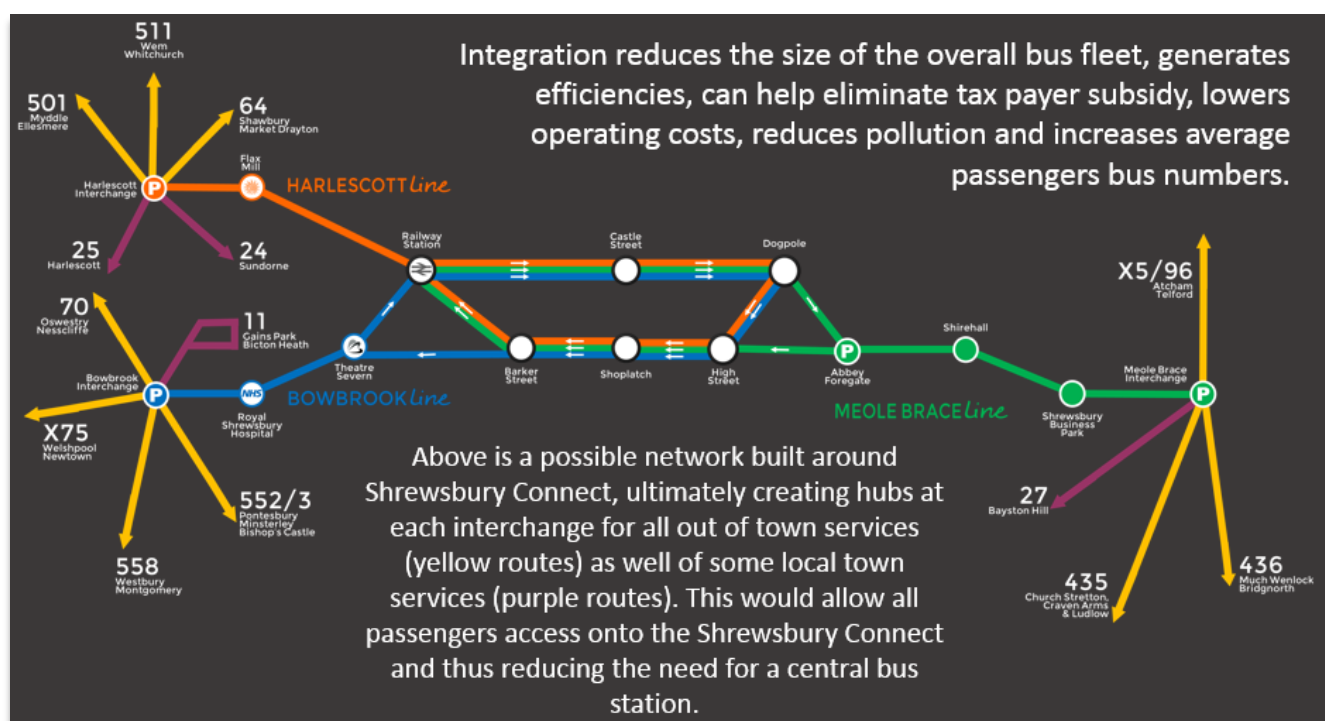 Integration reduces the size of the overall bus fleet, generates
efficiencies, can help eliminate tax payer subsidy, lowers
operating costs, reduces pollution and increases average
passengers bus numbers.
511
Wem
Whitchurch
501
Myddle
Ellesmere
64
Shawbury
Market Drayton
Harlescott
Interchange
P
Flax
Mill
HARLESCOTT Line
25
Harlescott
24
Sundorne
Railway
Station
Castle
Street
Dogpole
70
Oswestry
Nesscliffe
11
Gains Park
Bicton Heath
Bowbrook
Interchange
P
NHS
Royal
Shrewsbury
Hospital
Theatre
Severn
BOWBROOK Line
Barker
Street
Shoplatch
High
Street
P
Abbey
Foregate
Shirehall
MEOLE BRACE Line
Shrewsbury
Business
Park
Meole Brace
Interchange
P
X5/96
Atcham
Telford
X75
Welshpool
Newtown
558
Westbury
Montgomery
552/3
Pontesbury
Minsterley
Bishop's Castle
27
Bayston Hill
435
Church Stretton,
Craven Arms
& Ludlow
436
Much Wenlock
Bridgnorth
Above is a possible network built around
Shrewsbury Connect, ultimately creating hubs at
each interchange for all out of town services
(yellow routes) as well of some local town
services (purple routes). This would allow all
passengers access onto the Shrewsbury Connect
and thus reducing the need for a central bus
station.